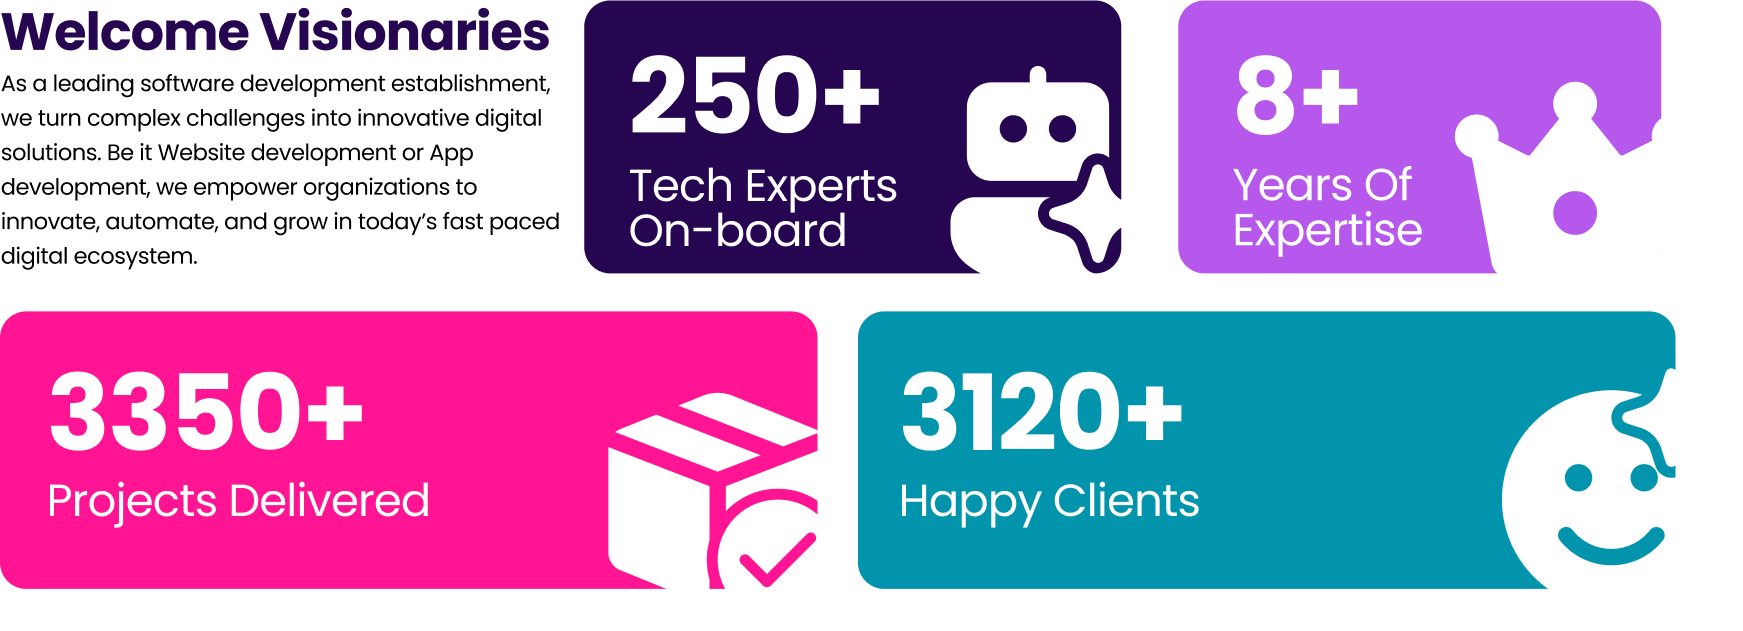 Welcome Visionaries
As a leading software development establishment,
we turn complex challenges into innovative digital
solutions. Be it Website development or App
development, we empower organizations to
innovate, automate, and grow in today’s fast paced
digital ecosystem.
250+
Tech Experts
On-board
8+
Years Of
Expertise
3350+
Projects Delivered
3120+
Happy Clients